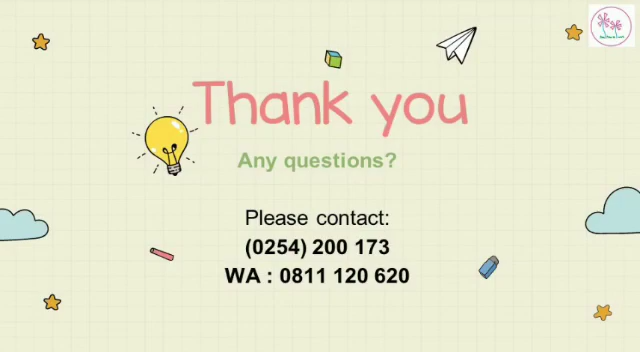 Thank you
Any questions?
Please contact:
(0254) 200 173
WA : 0811 120 620